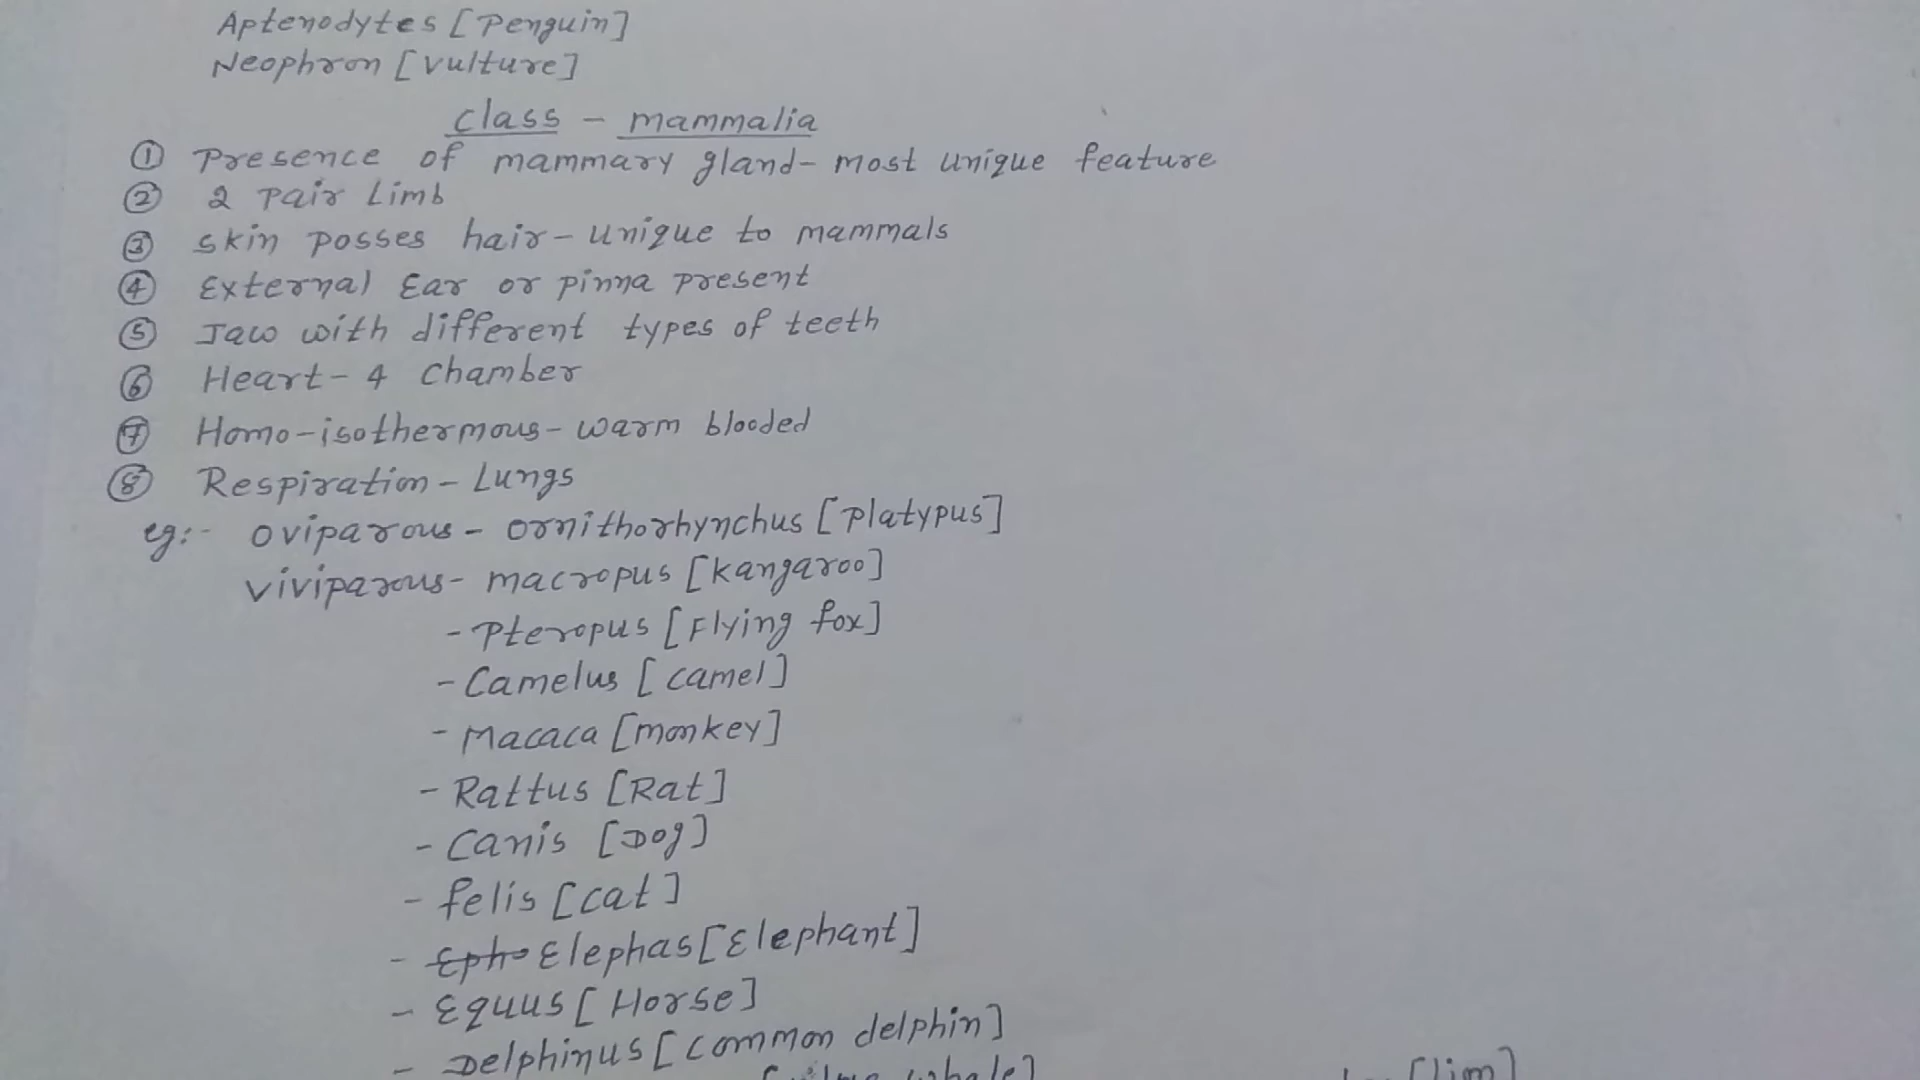 Aptenodytes [Penguin]
Neophron [vulture]
class - mammalia
① Presence of mammary gland - most unique feature
② 2 pair Limb
③ skin posses hair - unique to mammals
④ External Ear or pinna present
⑤ Jaw with different types of teeth
⑥ Heart - 4 chamber
⑦ Homo-isothermous - warm blooded
⑧ Respiration - Lungs
eg:- oviparous - ornithorhynchus [platypus]
viviparous - macropus [kangaroo]
- Pteropus [Flying fox]
- Camelus [camel]
- Macaca [monkey]
- Rattus [Rat]
- Canis [Dog]
- felis [cat]
- Elephas [Elephant]
- Equus [Horse]
- Delphinus [common delphin]
whale]